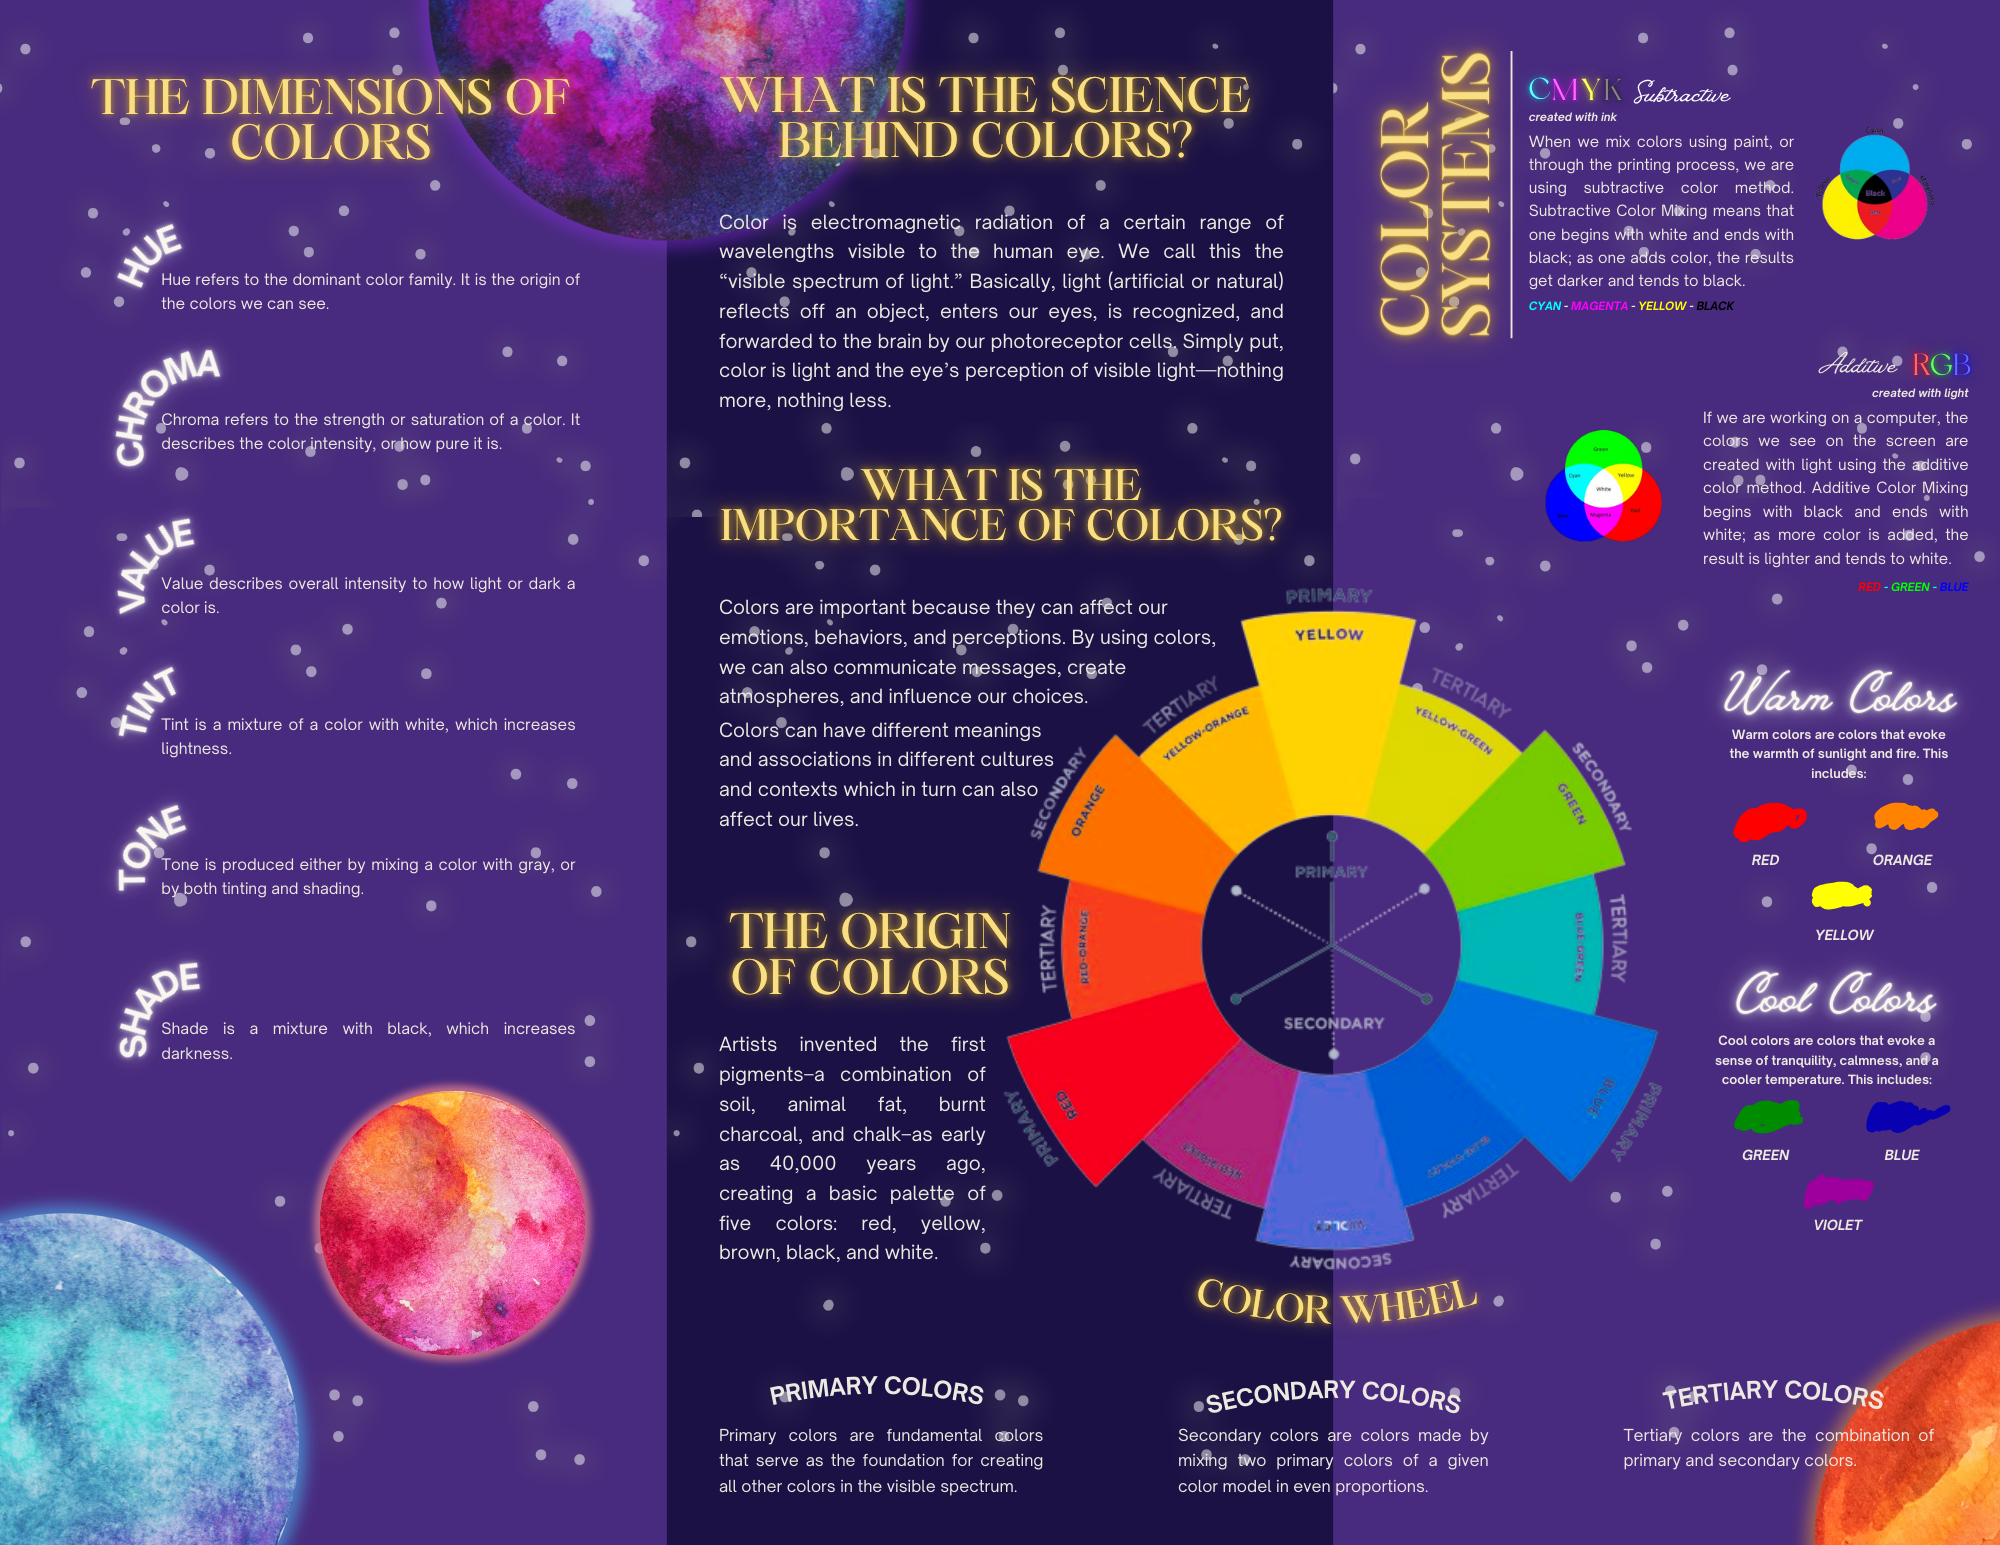 THE DIMENSIONS OF
COLORS
HUE
Hue refers to the dominant color family. It is the origin of
the colors we can see.
CHROMA
Chroma refers to the strength or saturation of a color. It
describes the color intensity, or how pure it is.
VALUE
Value describes overall intensity to how light or dark a
color is.
TINT
Tint is a mixture of a color with white, which increases
lightness.
TONE
Tone is produced either by mixing a color with gray, or
by both tinting and shading.
SHADE
Shade is a mixture with black, which increases
darkness.
WHAT IS THE SCIENCE
BEHIND COLORS?
Color is electromagnetic radiation of a certain range of
wavelengths visible to the human eye. We call this the
“visible spectrum of light.” Basically, light (artificial or natural)
reflects off an object, enters our eyes, is recognized, and
forwarded to the brain by our photoreceptor cells. Simply put,
color is light and the eye’s perception of visible light—nothing
more, nothing less.
WHAT IS THE
IMPORTANCE OF COLORS?
Colors are important because they can affect our
emotions, behaviors, and perceptions. By using colors,
we can also communicate messages, create
atmospheres, and influence our choices.
Colors can have different meanings
and associations in different cultures
and contexts which in turn can also
affect our lives.
THE ORIGIN
OF COLORS
Artists invented the first
pigments–a combination of
soil, animal fat, burnt
charcoal, and chalk–as early
as 40,000 years ago,
creating a basic palette of
five colors: red, yellow,
brown, black, and white.
PRIMARY
YELLOW
TERTIARY
YELLOW-GREEN
SECONDARY
GREEN
TERTIARY
BLUE-GREEN
PRIMARY
BLUE
TERTIARY
SECONDARY
VIOLET
TERTIARY
PRIMARY
RED
TERTIARY
RED-ORANGE
SECONDARY
ORANGE
TERTIARY
YELLOW-ORANGE
PRIMARY
SECONDARY
COLOR WHEEL
PRIMARY COLORS
Primary colors are fundamental colors
that serve as the foundation for creating
all other colors in the visible spectrum.
SECONDARY COLORS
Secondary colors are colors made by
mixing two primary colors of a given
color model in even proportions.
TERTIARY COLORS
Tertiary colors are the combination of
primary and secondary colors.
COLOR
SYSTEMS
CMYK Subtractive
created with ink
When we mix colors using paint, or
through the printing process, we are
using subtractive color method.
Subtractive Color Mixing means that
one begins with white and ends with
black; as one adds color, the results
get darker and tends to black.
CYAN - MAGENTA - YELLOW - BLACK
Black
Additive RGB
created with light
If we are working on a computer, the
colors we see on the screen are
created with light using the additive
color method. Additive Color Mixing
begins with black and ends with
white; as more color is added, the
result is lighter and tends to white.
RED - GREEN - BLUE
Green
Cyan
Yellow
White
Magenta
Red
Warm Colors
Warm colors are colors that evoke
the warmth of sunlight and fire. This
includes:
RED
ORANGE
YELLOW
Cool Colors
Cool colors are colors that evoke a
sense of tranquility, calmness, and a
cooler temperature. This includes:
GREEN
BLUE
VIOLET